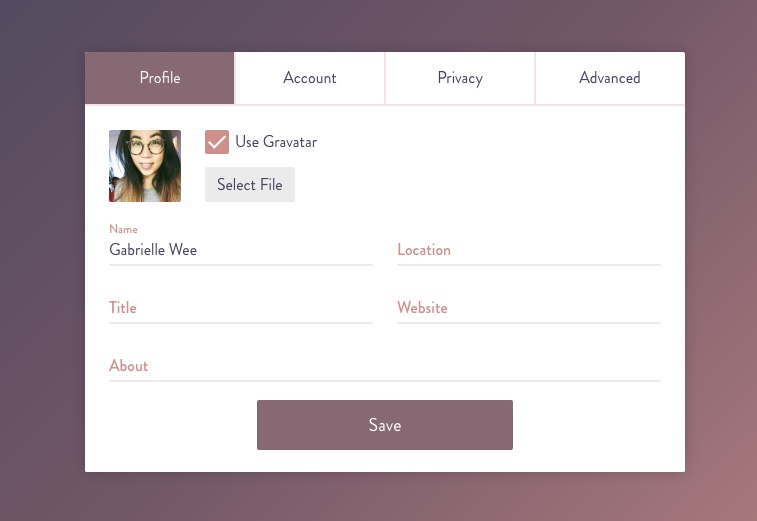 Profile
Account
Privacy
Advanced
Use Gravatar
Select File
Name
Gabrielle Wee
Location
Title
Website
About
Save